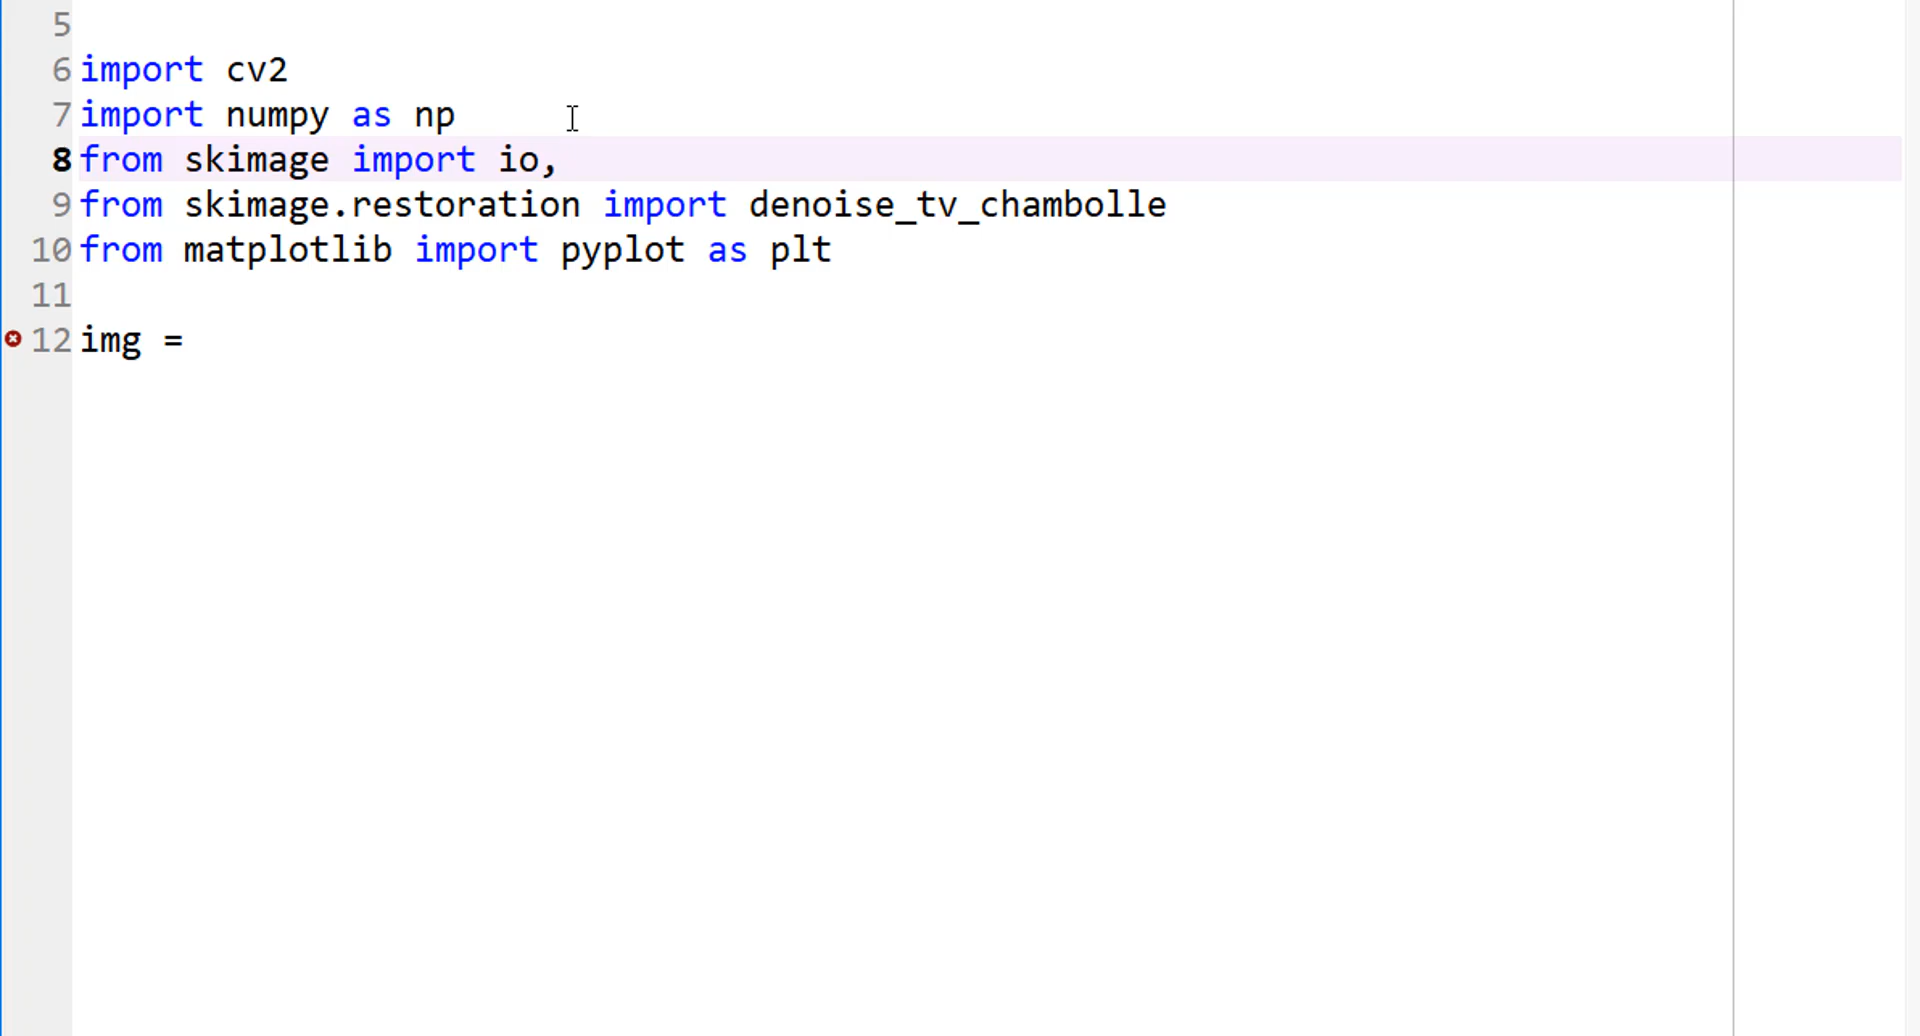 5
6 import cv2
7 import numpy as np
8 from skimage import io,
9 from skimage.restoration import denoise_tv_chambolle
10 from matplotlib import pyplot as plt
11
12 img =